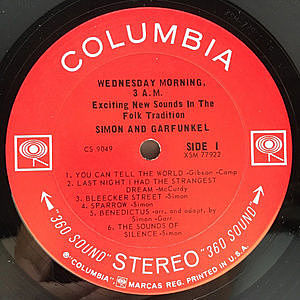 COLUMBIA
WEDNESDAY MORNING,
3 A.M.
Exciting New Sounds In The
Folk Tradition
SIMON AND GARFUNKEL
CS 9049
SIDE 1
XSM 77922
1. YOU CAN TELL THE WORLD -Gibson -Camp
2. LAST NIGHT I HAD THE STRANGEST
DREAM -McCurdy
3. BLEECKER STREET -Simon
4. SPARROW -Simon
5. BENEDICTUS -arr. and adapt. by
Simon -Garr.
6. THE SOUNDS OF
SILENCE -Simon
"360 SOUND" STEREO "360 SOUND"
® "COLUMBIA" MARCAS REG. PRINTED IN U.S.A.